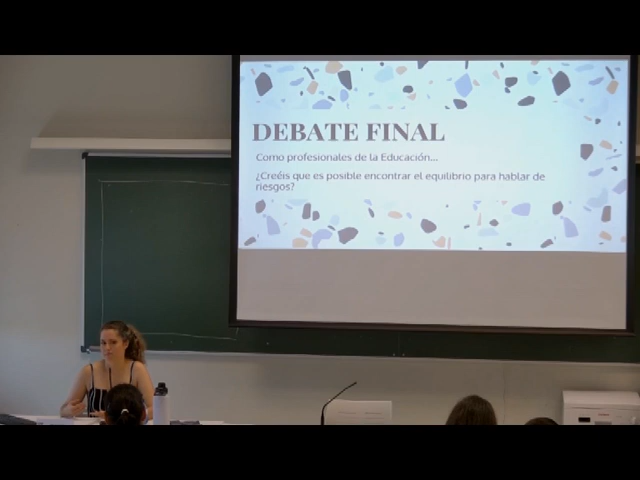 DEBATE FINAL
Como profesionales de la Educación...
¿Creéis que es posible encontrar el equilibrio para hablar de
riesgos?